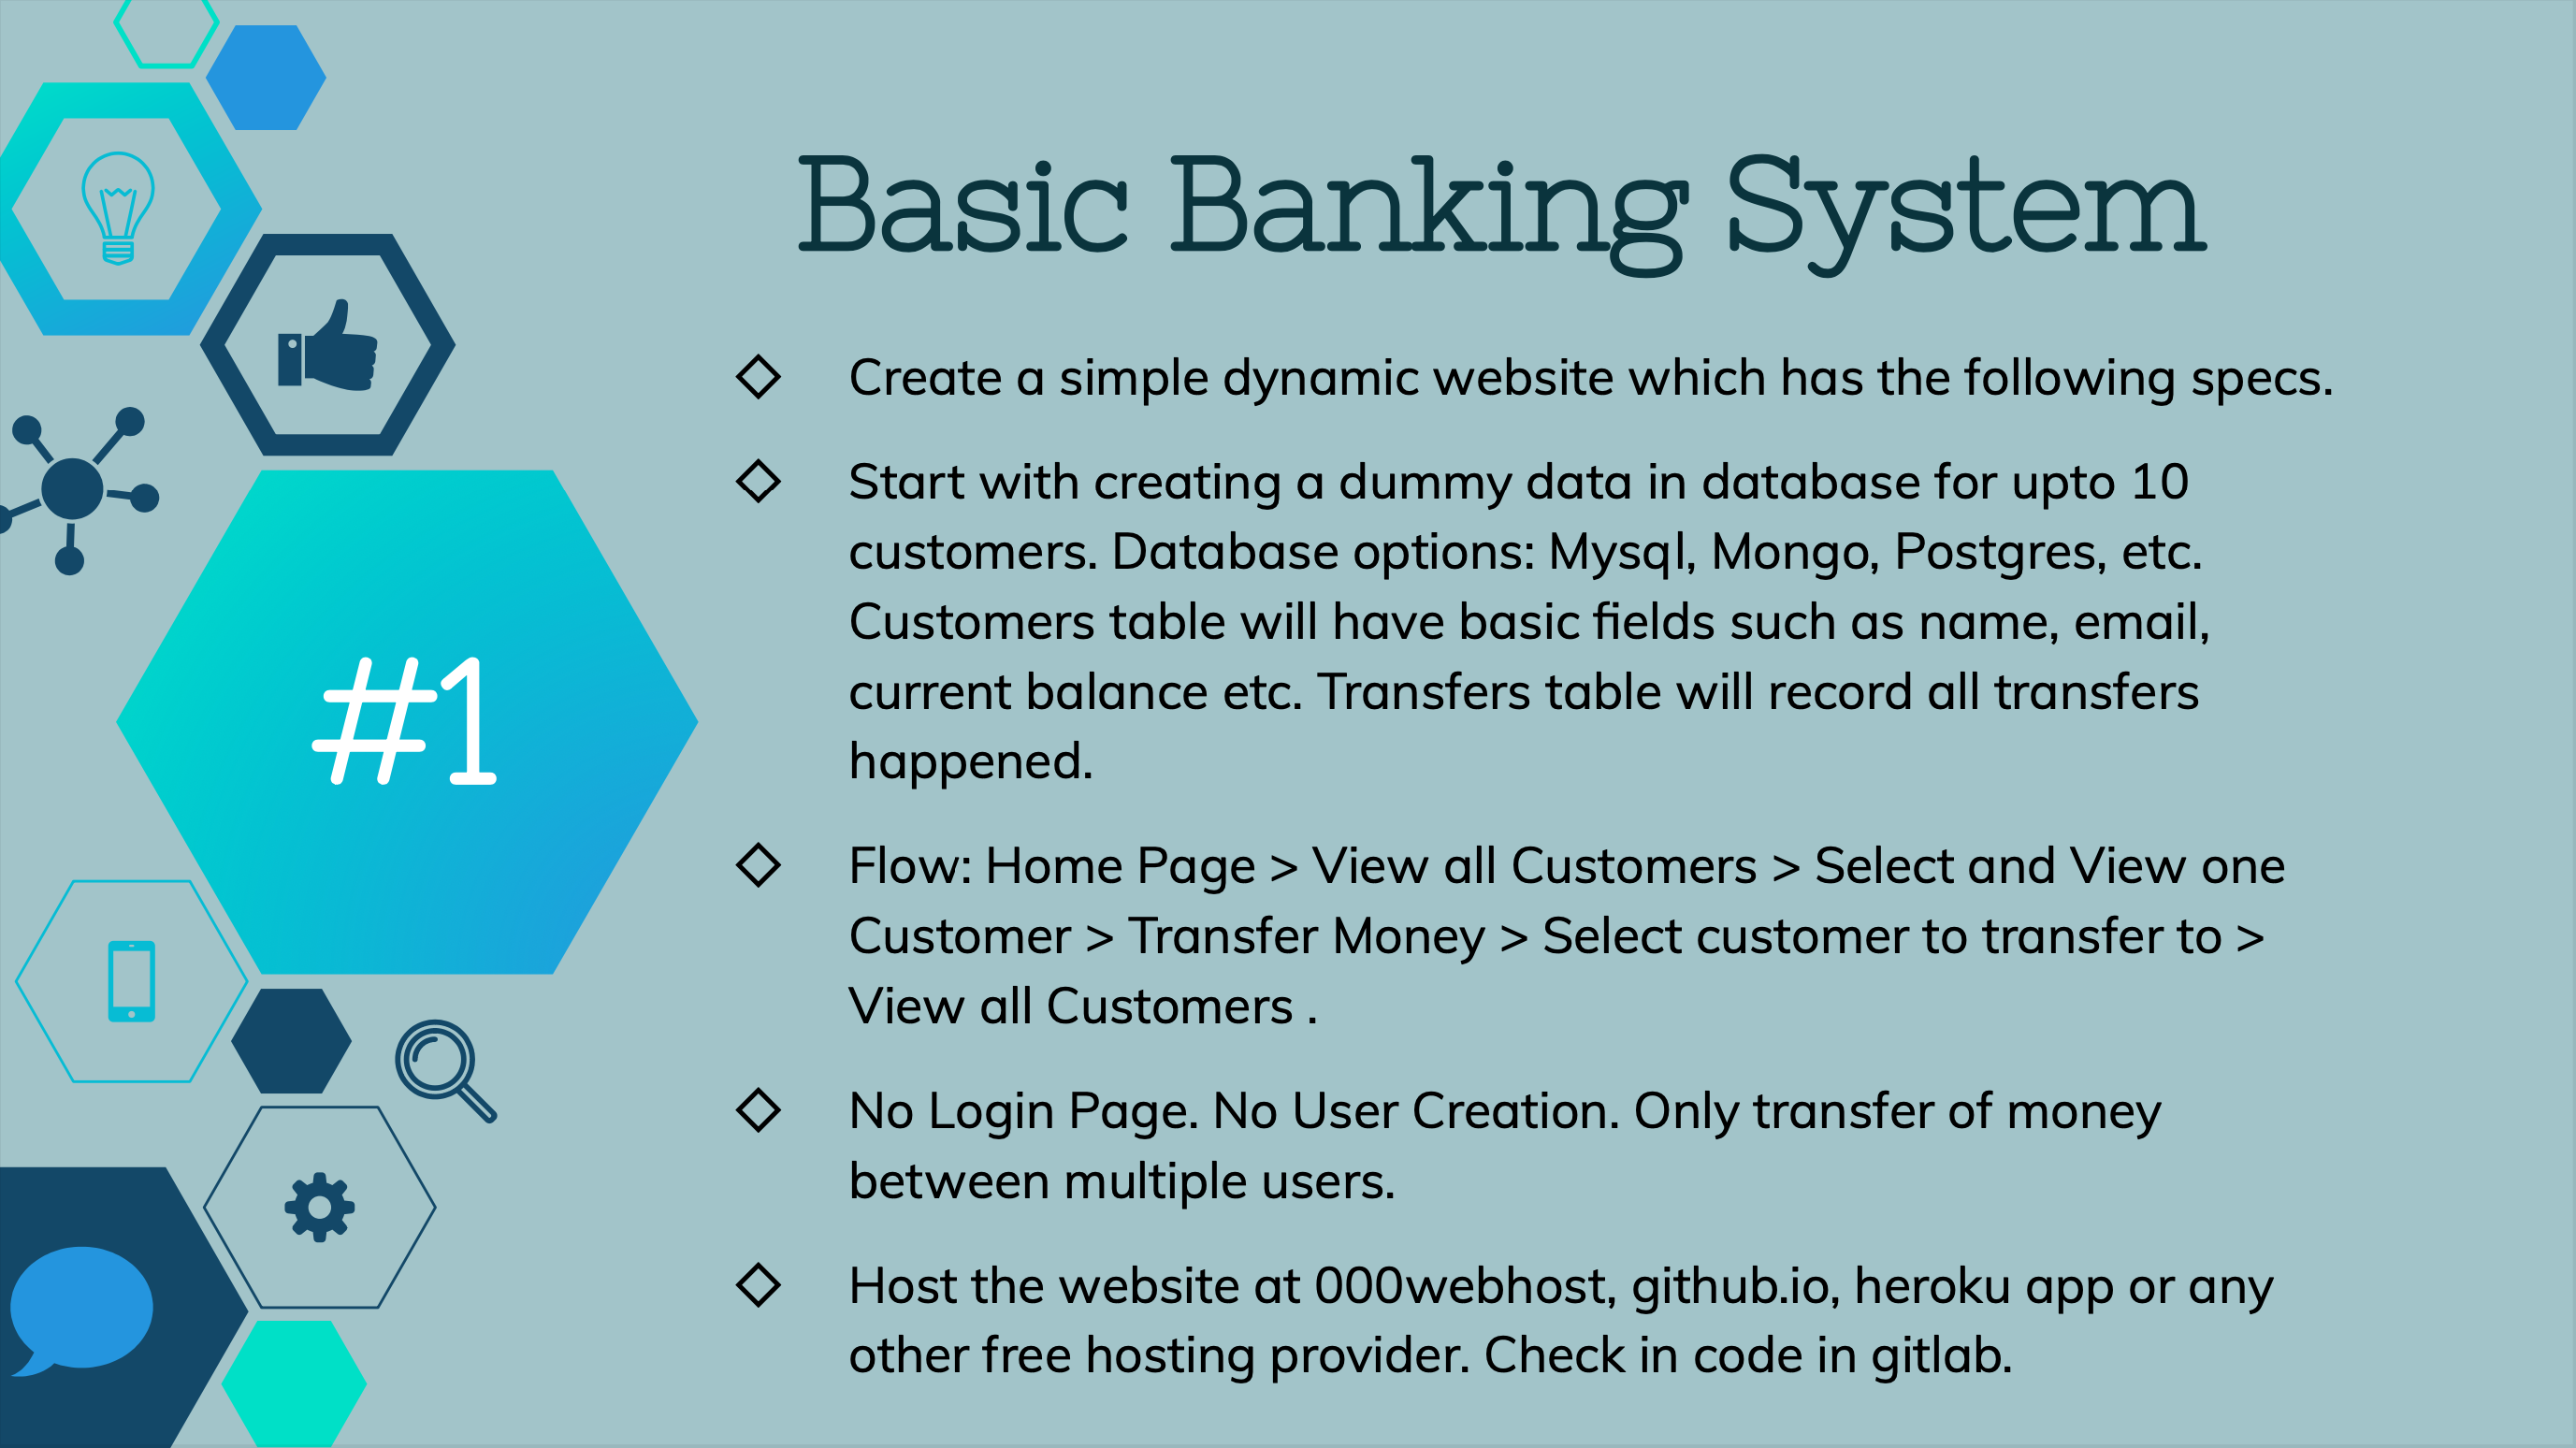 Basic Banking System
Create a simple dynamic website which has the following specs.
Start with creating a dummy data in database for upto 10
customers. Database options: Mysql, Mongo, Postgres, etc.
Customers table will have basic fields such as name, email,
current balance etc. Transfers table will record all transfers
happened.
#1
Flow: Home Page > View all Customers > Select and View one
Customer > Transfer Money > Select customer to transfer to >
View all Customers .
No Login Page. No User Creation. Only transfer of money
between multiple users.
Host the website at 000webhost, github.io, heroku app or any
other free hosting provider. Check in code in gitlab.